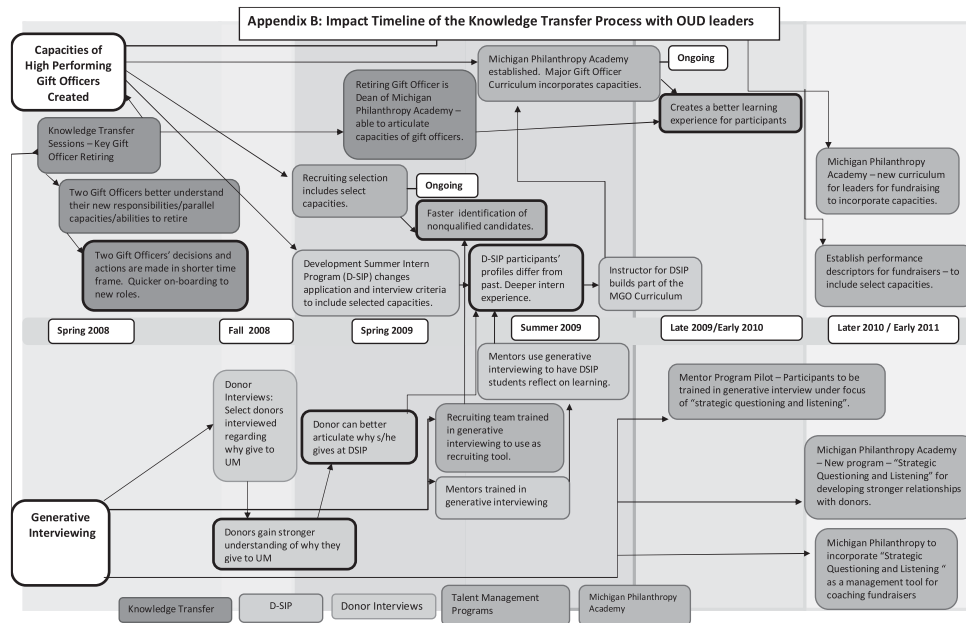 Appendix B: Impact Timeline of the Knowledge Transfer Process with OUD leaders
Capacities of
High Performing
Gift Officers
Created
Knowledge Transfer
Sessions – Key Gift
Officer Retiring
Two Gift Officers better understand
their new responsibilities/parallel
capacities/abilities to retire
Two Gift Officers' decisions and
actions are made in shorter time
frame. Quicker on-boarding to
new roles.
Retiring Gift Officer is
Dean of Michigan
Philanthropy Academy –
able to articulate
capacities of gift officers.
Michigan Philanthropy Academy
established. Major Gift Officer
Curriculum incorporates capacities.
Ongoing
Creates a better learning
experience for participants
Recruiting selection
includes select
capacities.
Ongoing
Faster identification of
nonqualified candidates.
Development Summer Intern
Program (D-SIP) changes
application and interview criteria
to include selected capacities.
D-SIP participants'
profiles differ from
past. Deeper intern
experience.
Instructor for DSIP
builds part of the
MGO Curriculum
Michigan Philanthropy
Academy – new curriculum
for leaders for fundraising
to incorporate capacities.
Establish performance
descriptors for fundraisers – to
include select capacities.
Spring 2008
Fall 2008
Spring 2009
Summer 2009
Late 2009/Early 2010
Later 2010 / Early 2011
Generative
Interviewing
Donor
Interviews:
Select donors
interviewed
regarding
why give to
UM
Donor can better
articulate why s/he
gives at DSIP
Donors gain stronger
understanding of why they
give to UM
Mentors use generative
interviewing to have DSIP
students reflect on learning.
Recruiting team trained
in generative
interviewing to use as
recruiting tool.
Mentors trained in
generative interviewing
Mentor Program Pilot – Participants to be
trained in generative interview under focus
of "strategic questioning and listening".
Michigan Philanthropy Academy
– New program – "Strategic
Questioning and Listening" for
developing stronger relationships
with donors.
Michigan Philanthropy to
incorporate "Strategic
Questioning and Listening "
as a management tool for
coaching fundraisers
Knowledge Transfer
D-SIP
Donor Interviews
Talent Management
Programs
Michigan Philanthropy
Academy